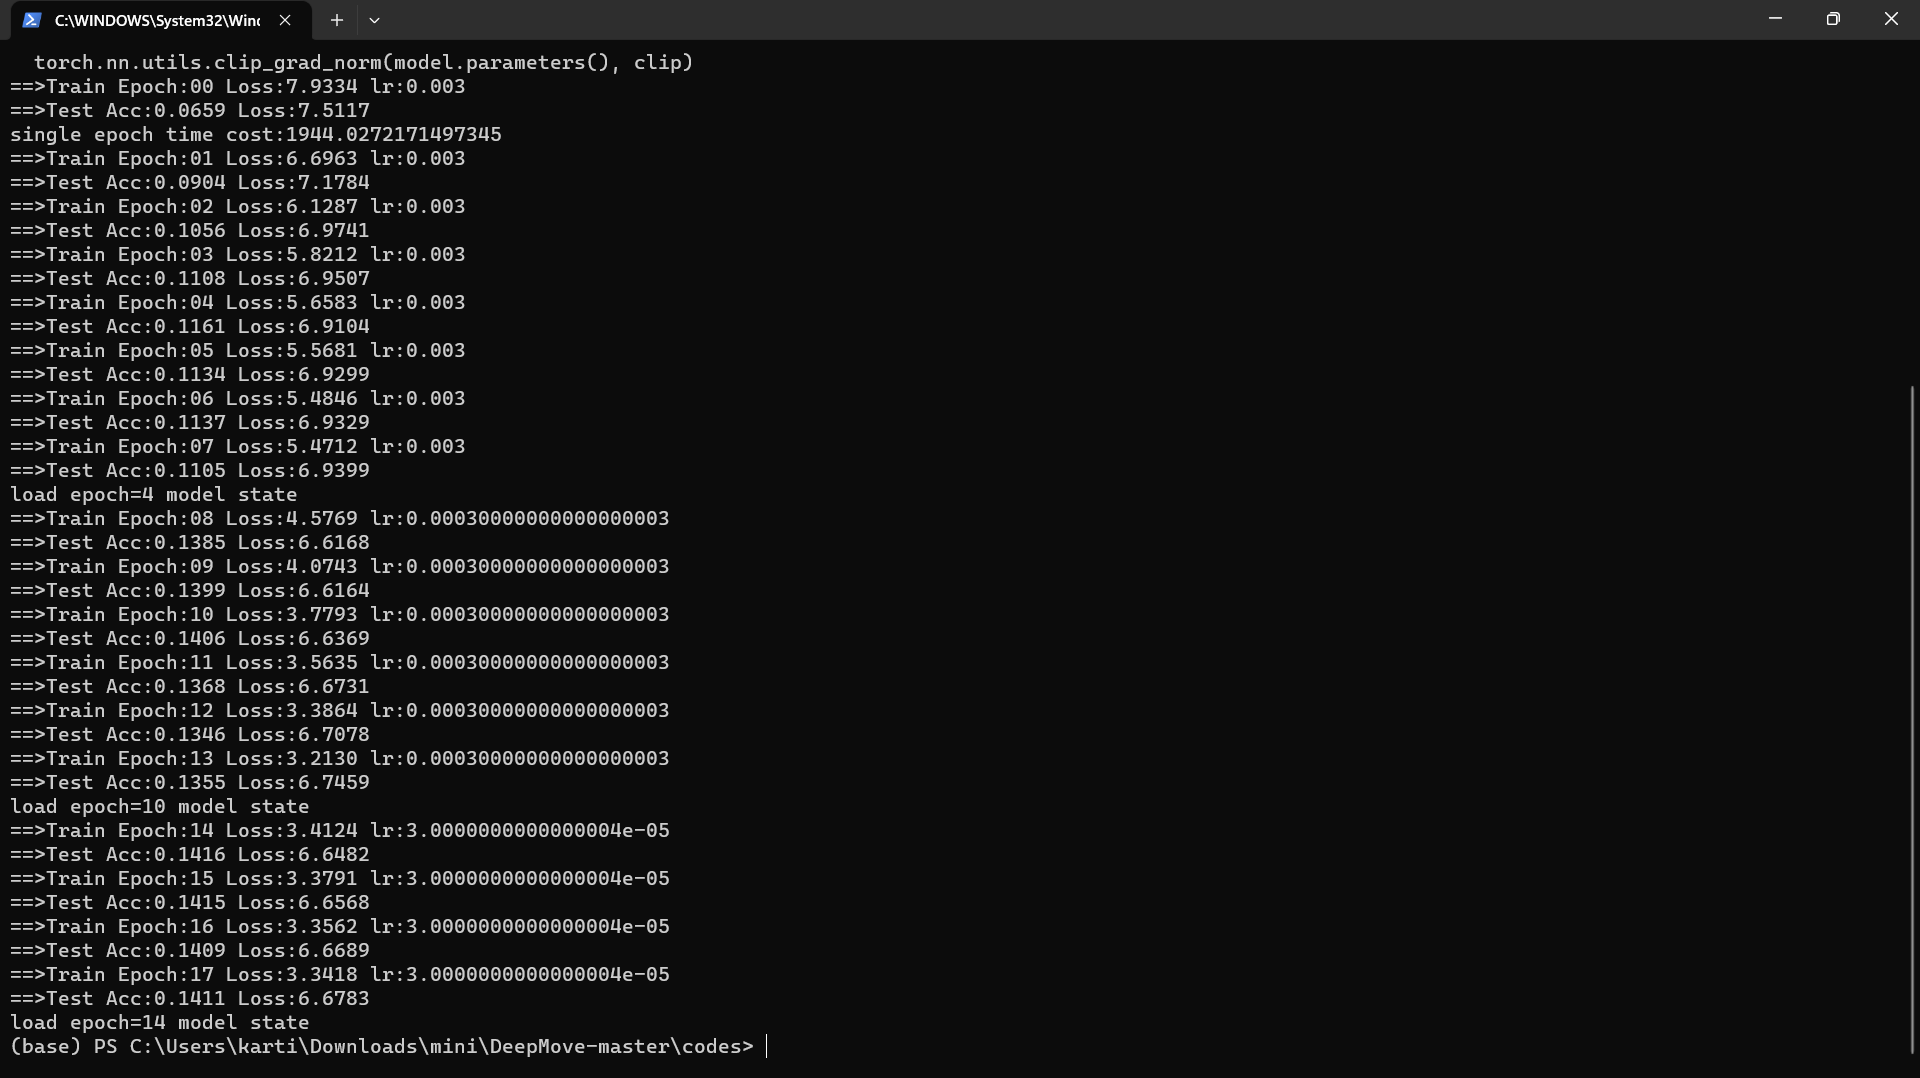 C:\WINDOWS\System32\Wind
  torch.nn.utils.clip_grad_norm(model.parameters(), clip)
==>Train Epoch:00 Loss:7.9334 lr:0.003
==>Test Acc:0.0659 Loss:7.5117
single epoch time cost:1944.0272171497345
==>Train Epoch:01 Loss:6.6963 lr:0.003
==>Test Acc:0.0904 Loss:7.1784
==>Train Epoch:02 Loss:6.1287 lr:0.003
==>Test Acc:0.1056 Loss:6.9741
==>Train Epoch:03 Loss:5.8212 lr:0.003
==>Test Acc:0.1108 Loss:6.9507
==>Train Epoch:04 Loss:5.6583 lr:0.003
==>Test Acc:0.1161 Loss:6.9104
==>Train Epoch:05 Loss:5.5681 lr:0.003
==>Test Acc:0.1134 Loss:6.9299
==>Train Epoch:06 Loss:5.4846 lr:0.003
==>Test Acc:0.1137 Loss:6.9329
==>Train Epoch:07 Loss:5.4712 lr:0.003
==>Test Acc:0.1105 Loss:6.9399
load epoch=4 model state
==>Train Epoch:08 Loss:4.5769 lr:0.00030000000000000003
==>Test Acc:0.1385 Loss:6.6168
==>Train Epoch:09 Loss:4.0743 lr:0.00030000000000000003
==>Test Acc:0.1399 Loss:6.6164
==>Train Epoch:10 Loss:3.7793 lr:0.00030000000000000003
==>Test Acc:0.1406 Loss:6.6369
==>Train Epoch:11 Loss:3.5635 lr:0.00030000000000000003
==>Test Acc:0.1368 Loss:6.6731
==>Train Epoch:12 Loss:3.3864 lr:0.00030000000000000003
==>Test Acc:0.1346 Loss:6.7078
==>Train Epoch:13 Loss:3.2130 lr:0.00030000000000000003
==>Test Acc:0.1355 Loss:6.7459
load epoch=10 model state
==>Train Epoch:14 Loss:3.4124 lr:3.0000000000000004e-05
==>Test Acc:0.1416 Loss:6.6482
==>Train Epoch:15 Loss:3.3791 lr:3.0000000000000004e-05
==>Test Acc:0.1415 Loss:6.6568
==>Train Epoch:16 Loss:3.3562 lr:3.0000000000000004e-05
==>Test Acc:0.1409 Loss:6.6689
==>Train Epoch:17 Loss:3.3418 lr:3.0000000000000004e-05
==>Test Acc:0.1411 Loss:6.6783
load epoch=14 model state
(base) PS C:\Users\karti\Downloads\mini\DeepMove-master\codes>